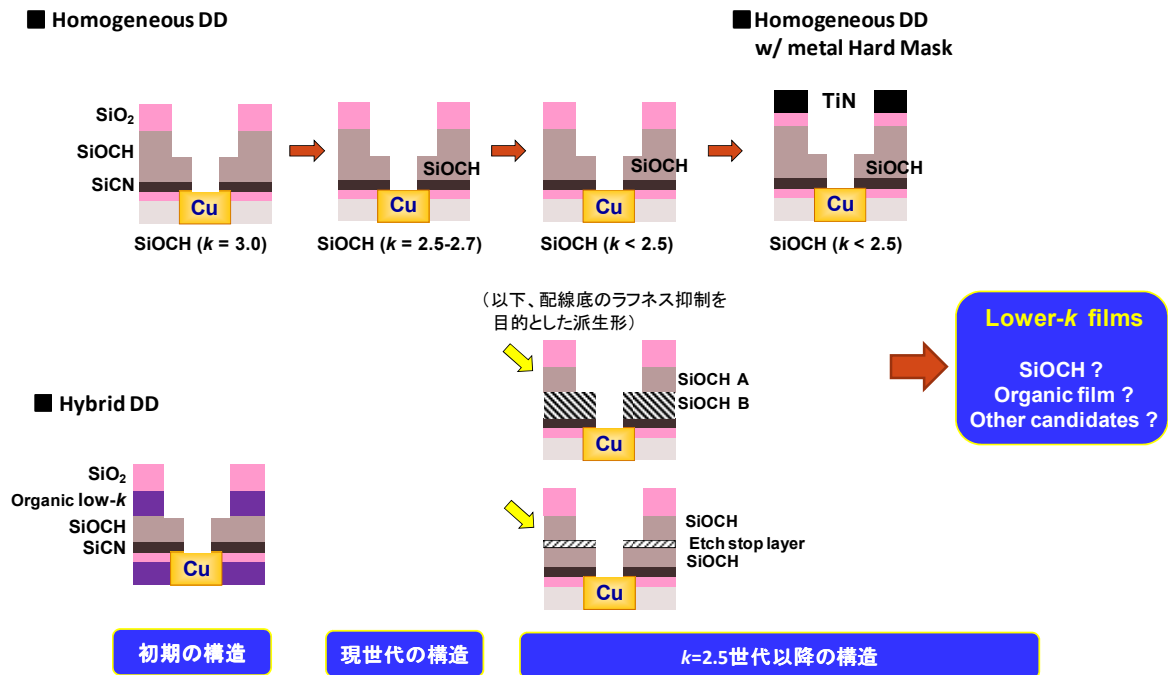 ■ Homogeneous DD
SiO₂
SiOCH
SiCN
Cu
SiOCH (k = 3.0)
SiOCH
Cu
SiOCH (k = 2.5-2.7)
SiOCH
Cu
SiOCH (k < 2.5)
■ Homogeneous DD
w/ metal Hard Mask
TiN
SiOCH
Cu
SiOCH (k < 2.5)
(以下、配線底のラフネス抑制を
目的とした派生形)
SiOCH A
SiOCH B
Cu
SiOCH
Etch stop layer
SiOCH
Cu
Lower-k films
SiOCH ?
Organic film ?
Other candidates ?
■ Hybrid DD
SiO₂
Organic low-k
SiOCH
SiCN
Cu
初期の構造
現世代の構造
k=2.5世代以降の構造